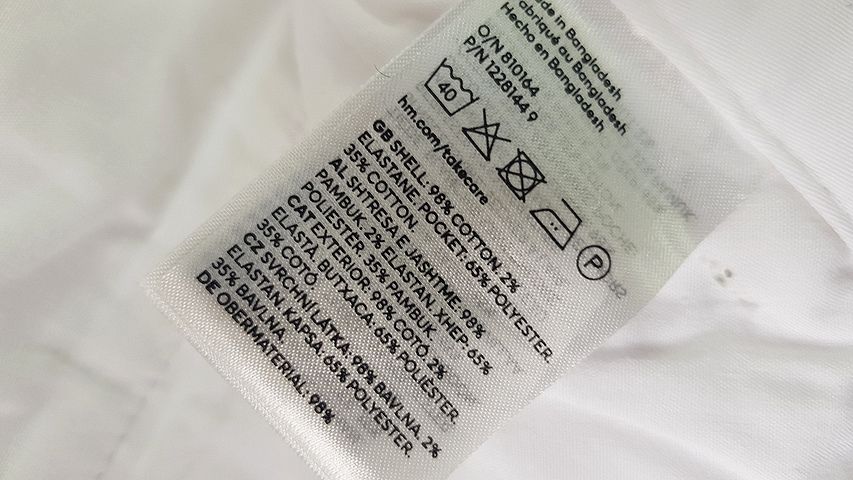 de in Bangladesh
abriqué au Bangladesh
Hecho en Bangladesh
O/N 810164
P/N 12281449
40
P
hm.com/takecare
GB SHELL: 98% COTTON. 2%
ELASTANE. POCKET: 65% POLYESTER.
35% COTTON.
AL SHTRESA E JASHTME: 98%
PAMBUK. 2% ELASTAN. XHEP: 65%
POLIESTER. 35% PAMBUK.
CAT EXTERIOR: 98% COTÓ. 2%
ELASTÀ. BUTXACA: 65% POLIÈSTER.
35% COTÓ.
CZ SVRCHNÍ LÁTKA: 98% BAVLNA. 2%
ELASTAN. KAPSA: 65% POLYESTER.
35% BAVLNA.
DE OBERMATERIAL: 98%